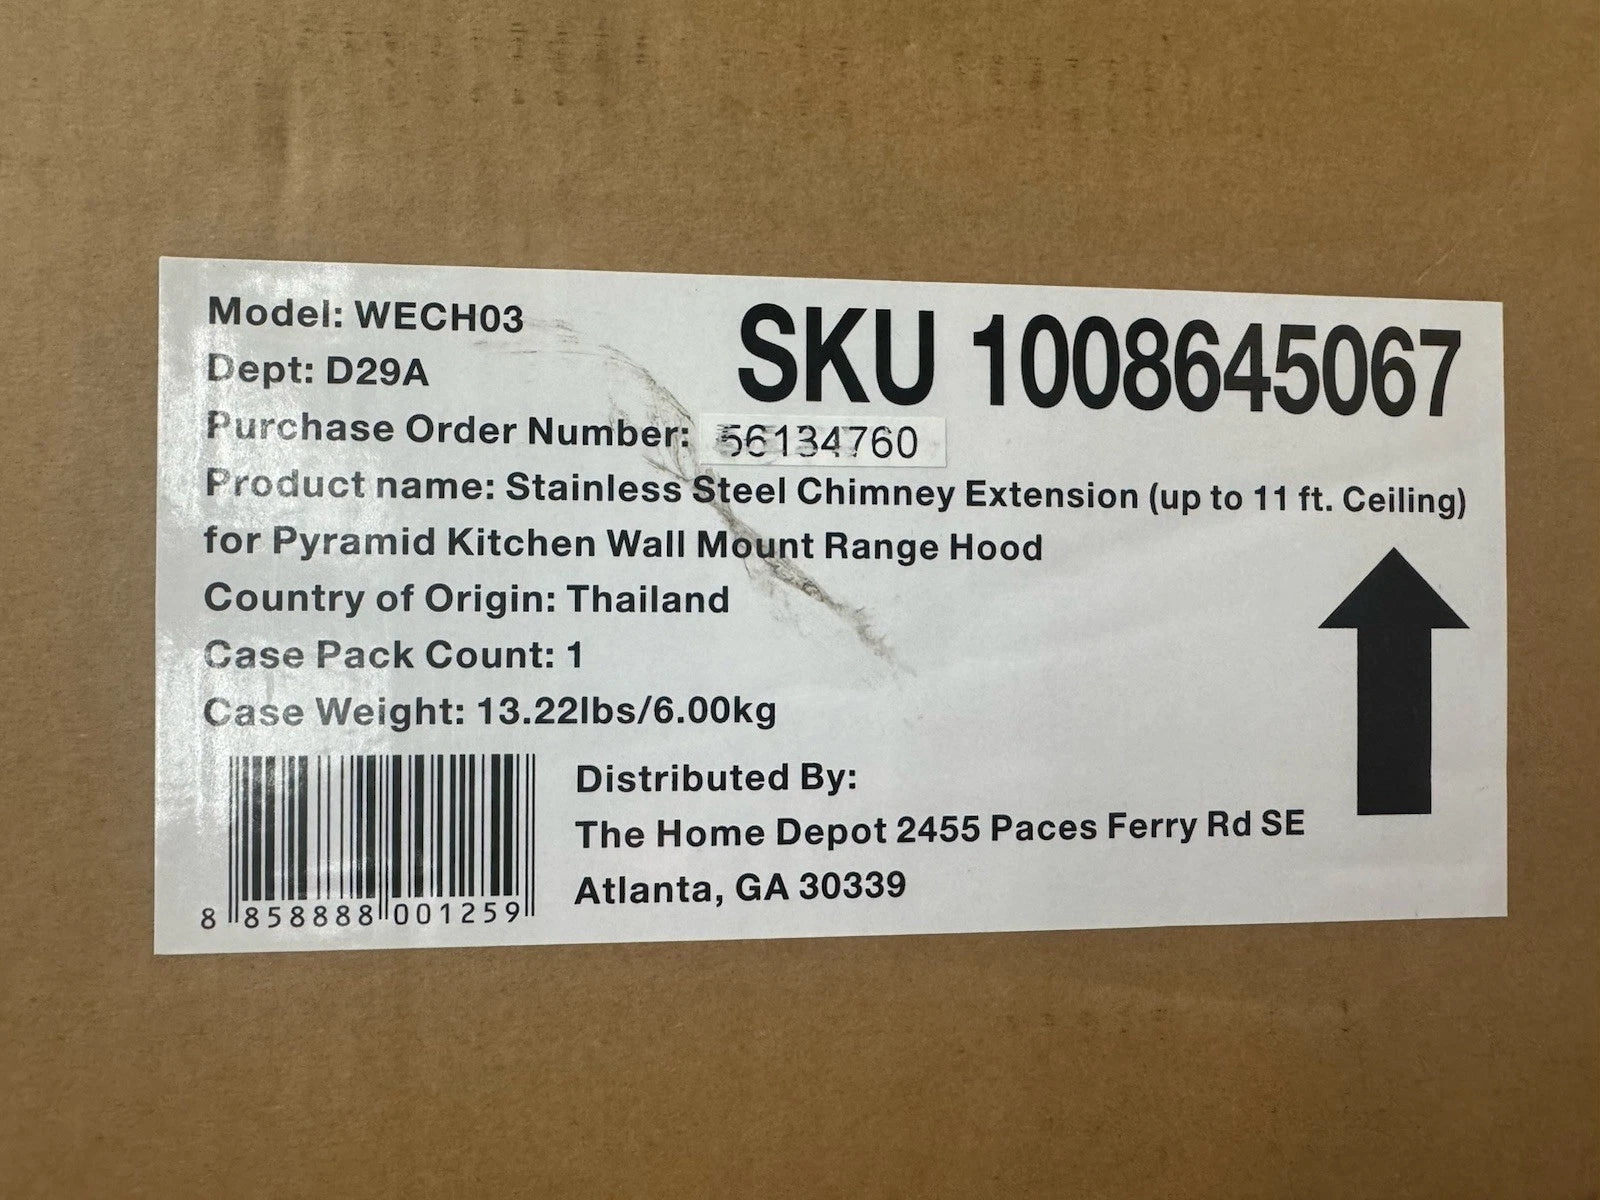 Model: WECH03
SKU 1008645067
Dept: D29A
Purchase Order Number: 56134760
Product name: Stainless Steel Chimney Extension (up to 11 ft. Ceiling)
for Pyramid Kitchen Wall Mount Range Hood
Country of Origin: Thailand
Case Pack Count: 1
Case Weight: 13.22lbs/6.00kg
8 858888 001259
Distributed By:
The Home Depot 2455 Paces Ferry Rd SE
Atlanta, GA 30339